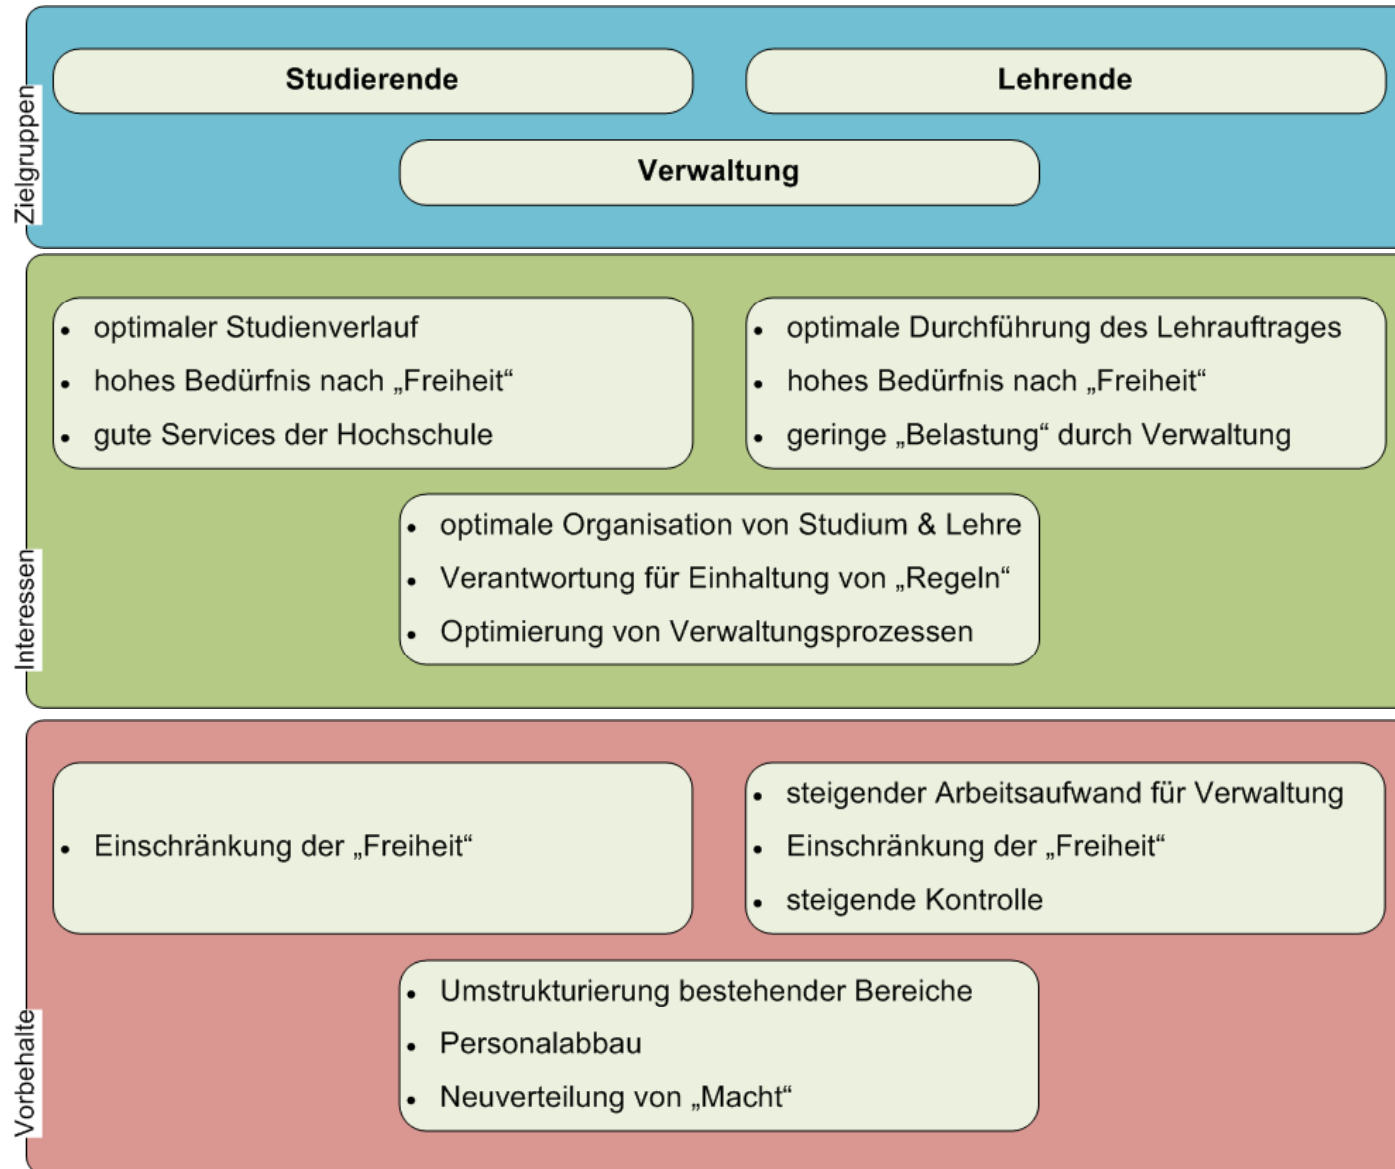 Zielgruppen
Studierende
Lehrende
Verwaltung
Interessen
• optimaler Studienverlauf
• hohes Bedürfnis nach „Freiheit“
• gute Services der Hochschule
• optimale Durchführung des Lehrauftrages
• hohes Bedürfnis nach „Freiheit“
• geringe „Belastung“ durch Verwaltung
• optimale Organisation von Studium & Lehre
• Verantwortung für Einhaltung von „Regeln“
• Optimierung von Verwaltungsprozessen
Vorbehalte
• Einschränkung der „Freiheit“
• steigender Arbeitsaufwand für Verwaltung
• Einschränkung der „Freiheit“
• steigende Kontrolle
• Umstrukturierung bestehender Bereiche
• Personalabbau
• Neuverteilung von „Macht“